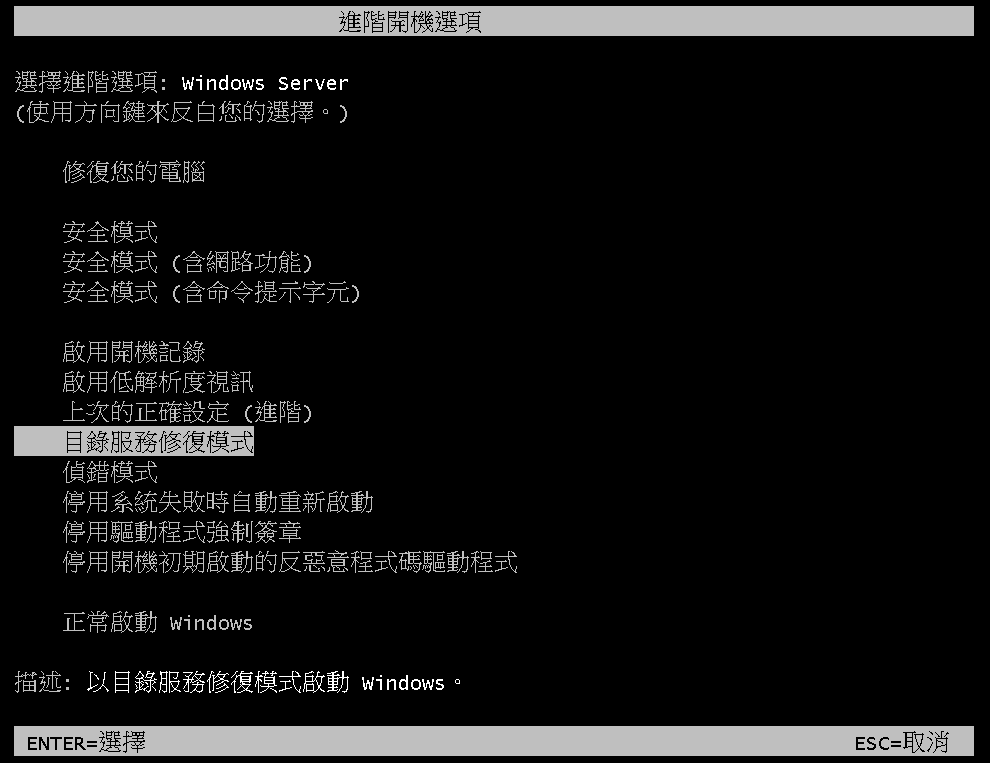 進階開機選項
選擇進階選項: Windows Server
(使用方向鍵來反白您的選擇。)
修復您的電腦
安全模式
安全模式 (含網路功能)
安全模式 (含命令提示字元)
啟用開機記錄
啟用低解析度視訊
上次的正確設定 (進階)
目錄服務修復模式
偵錯模式
停用系統失敗時自動重新啟動
停用驅動程式強制簽章
停用開機初期啟動的反惡意程式碼驅動程式
正常啟動 Windows
描述: 以目錄服務修復模式啟動 Windows。
ENTER=選擇 ESC=取消